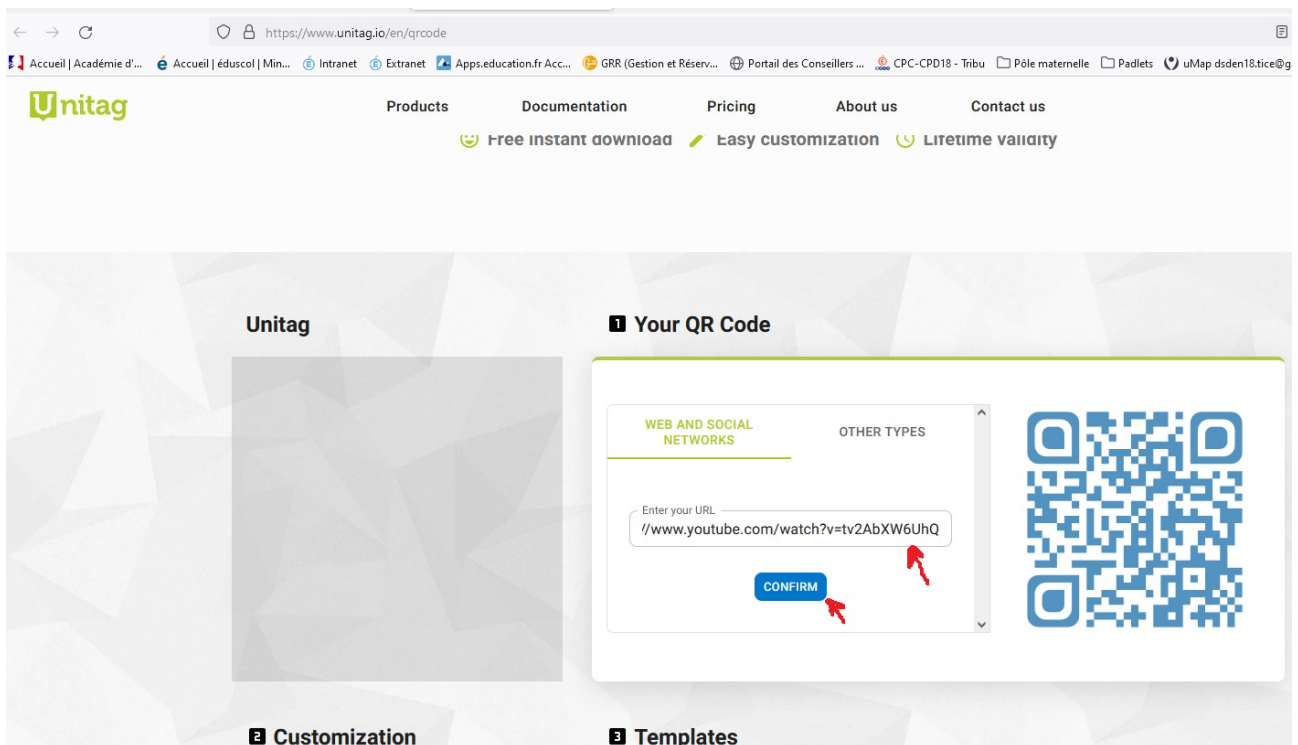 https://www.unitag.io/en/qrcode
Accueil | Académie d'... Accueil | éduscol | Min... Intranet Extranet Apps.education.fr Acc... GRR (Gestion et Réserv... Portail des Conseillers ... CPC-CPD18 - Tribu Pôle maternelle Padlets uMap dsden18.tice@g
Unitag Products Documentation Pricing About us Contact us
Free instant download Easy customization Lifetime validity
Unitag 1 Your QR Code
WEB AND SOCIAL
NETWORKS
OTHER TYPES
Enter your URL
//www.youtube.com/watch?v=tv2AbXW6UhQ
CONFIRM
2 Customization 3 Templates